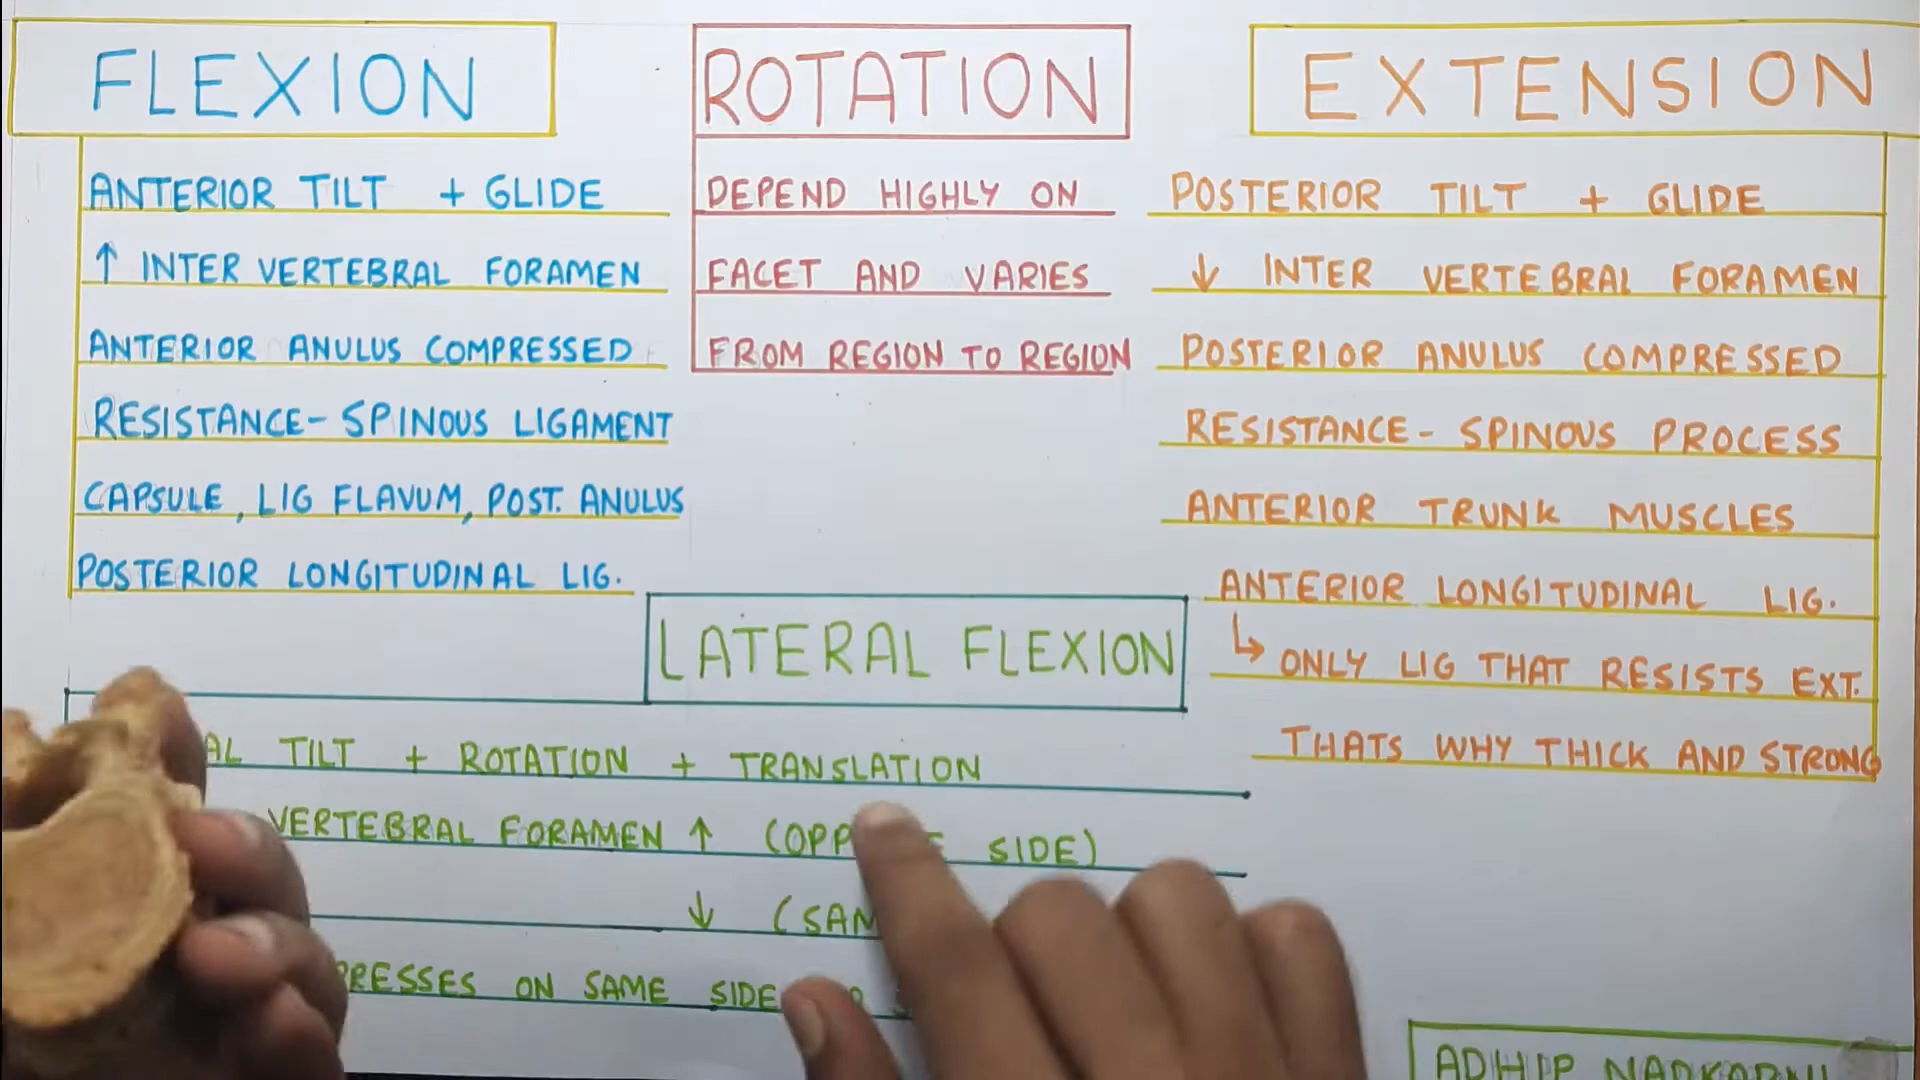 FLEXION
ANTERIOR TILT + GLIDE
↑ INTER VERTEBRAL FORAMEN
ANTERIOR ANULUS COMPRESSED
RESISTANCE- SPINOUS LIGAMENT
CAPSULE, LIG FLAVUM, POST. ANULUS
POSTERIOR LONGITUDINAL LIG.
ROTATION
DEPEND HIGHLY ON
FACET AND VARIES
FROM REGION TO REGION
EXTENSION
POSTERIOR TILT + GLIDE
↓ INTER VERTEBRAL FORAMEN
POSTERIOR ANULUS COMPRESSED
RESISTANCE- SPINOUS PROCESS
ANTERIOR TRUNK MUSCLES
ANTERIOR LONGITUDINAL LIG.
↳ ONLY LIG THAT RESISTS EXT.
THATS WHY THICK AND STRONG
LATERAL FLEXION
TILT + ROTATION + TRANSLATION
VERTEBRAL FORAMEN ↑ SIDE)
↓
ON SAME SIDE
ADHIP NADKARNI